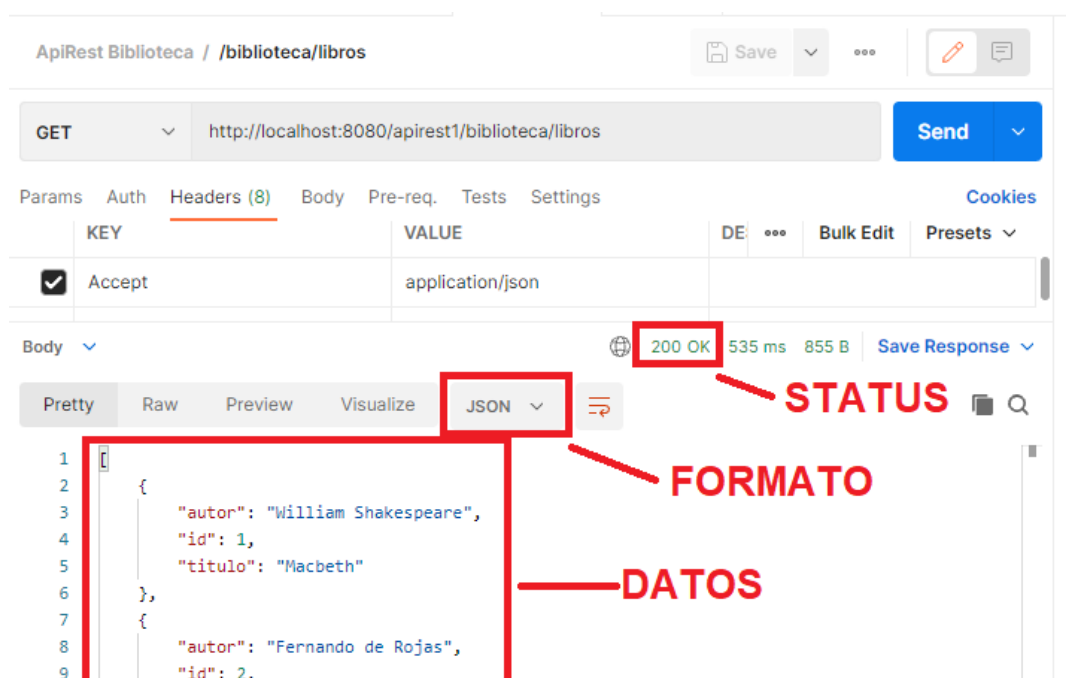 ApiRest Biblioteca / /biblioteca/libros
Save
GET
http://localhost:8080/apirest1/biblioteca/libros
Send
Params Auth Headers (8) Body Pre-req. Tests Settings Cookies
KEY VALUE DE Bulk Edit Presets
Accept application/json
Body 200 OK 535 ms 855 B Save Response
STATUS
Pretty Raw Preview Visualize JSON
FORMATO
1 [
2 {
3 "autor": "William Shakespeare",
4 "id": 1,
5 "titulo": "Macbeth"
DATOS
6 },
7 {
8 "autor": "Fernando de Rojas",
9 "id": 2,